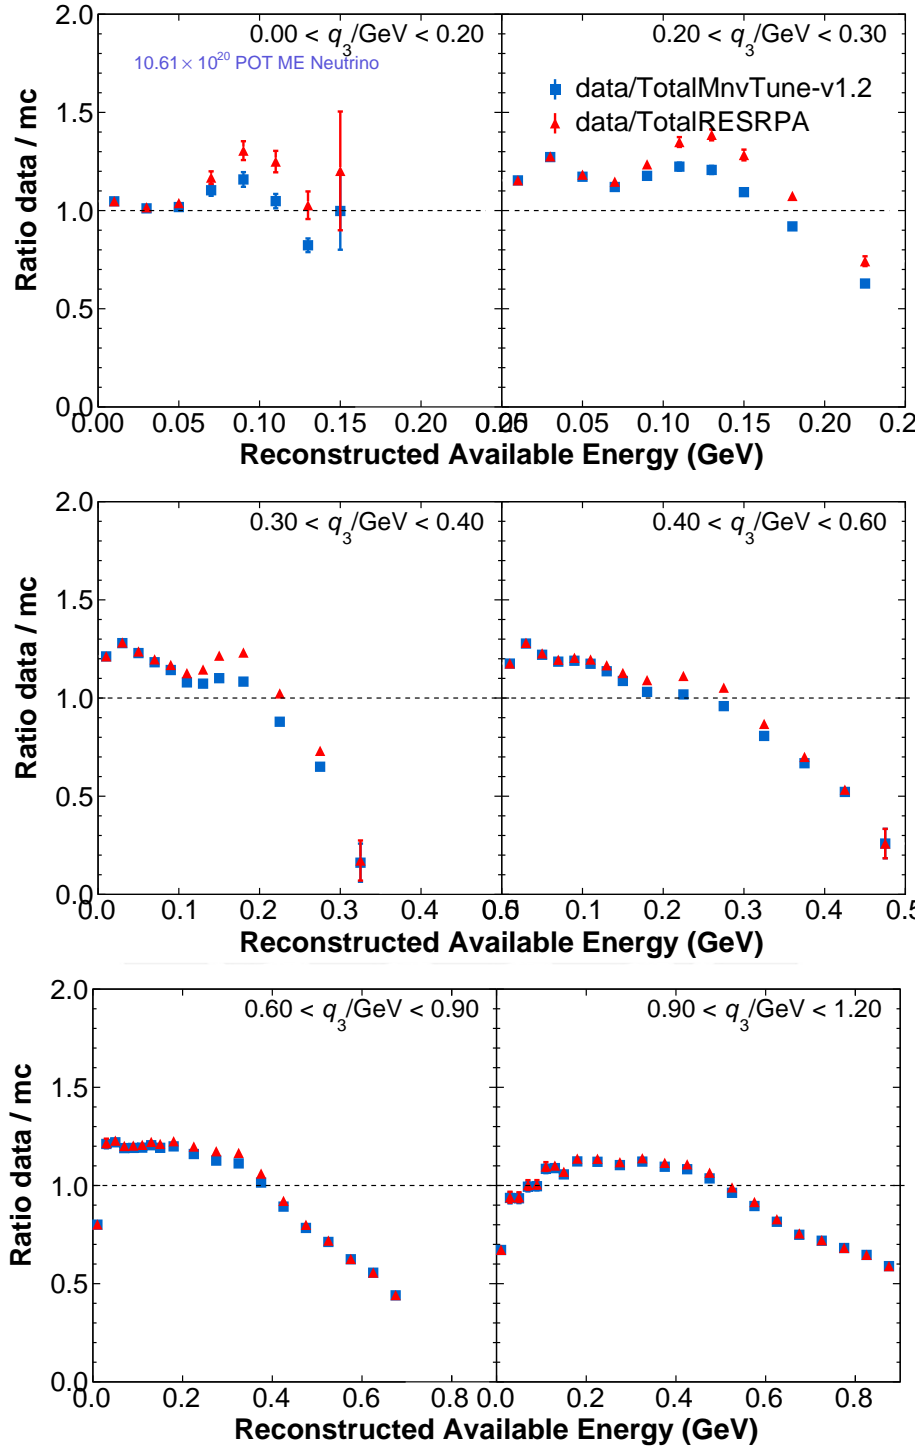 0.00 < q3/GeV < 0.20
10.61 × 10^20 POT ME Neutrino
0.20 < q3/GeV < 0.30
data/TotalMnvTune-v1.2
data/TotalRESRPA
Ratio data / mc
2.0
1.5
1.0
0.5
0.0
0.00 0.05 0.10 0.15 0.20 0.25
0.00 0.05 0.10 0.15 0.20 0.2
Reconstructed Available Energy (GeV)
0.30 < q3/GeV < 0.40
0.40 < q3/GeV < 0.60
Ratio data / mc
2.0
1.5
1.0
0.5
0.0
0.0 0.1 0.2 0.3 0.4 0.5
0.0 0.1 0.2 0.3 0.4 0.5
Reconstructed Available Energy (GeV)
0.60 < q3/GeV < 0.90
0.90 < q3/GeV < 1.20
Ratio data / mc
2.0
1.5
1.0
0.5
0.0
0.0 0.2 0.4 0.6 0.8
0.0 0.2 0.4 0.6 0.8
Reconstructed Available Energy (GeV)